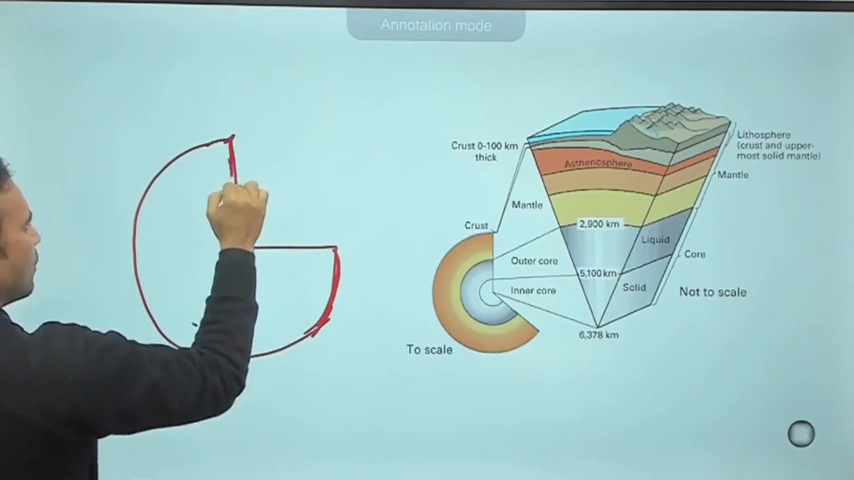 Annotation mode
Crust 0-100 km
thick
Asthenosphere
Lithosphere
(crust and upper-
most solid mantle)
Mantle
Mantle
Crust
2,900 km
Liquid
Core
Outer core
5,100 km
Inner core
Solid
Not to scale
6,378 km
To scale